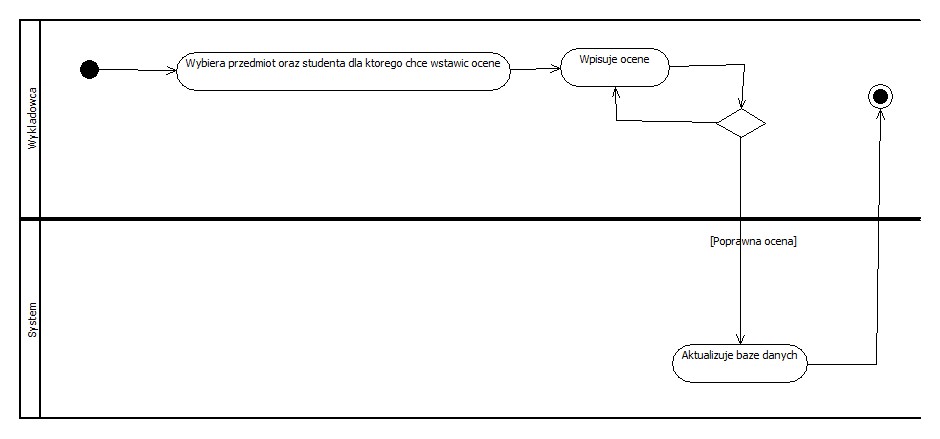 Wykladowca
Wybiera przedmiot oraz studenta dla ktorego chce wstawic ocene
Wpisuje ocene
System
[Poprawna ocena]
Aktualizuje baze danych